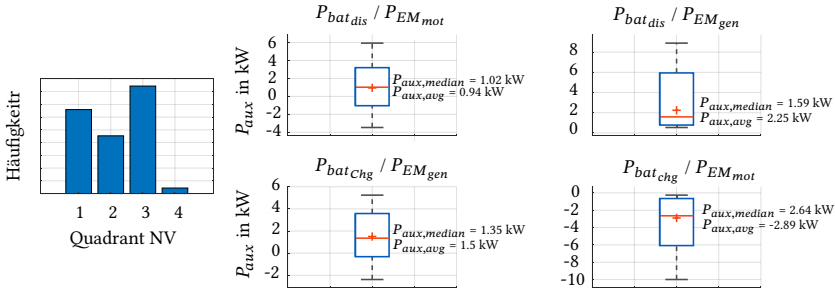 Häufigkeitr
1 2 3 4
Quadrant NV
P_bat_dis / P_EM_mot
P_aux in kW
6
4
2
0
-2
-4
P_aux,median = 1.02 kW
P_aux,avg = 0.94 kW
P_bat_dis / P_EM_gen
8
6
4
2
0
P_aux,median = 1.59 kW
P_aux,avg = 2.25 kW
P_bat_Chg / P_EM_gen
P_aux in kW
6
4
2
0
-2
P_aux,median = 1.35 kW
P_aux,avg = 1.5 kW
P_bat_chg / P_EM_mot
0
-2
-4
-6
-8
-10
P_aux,median = 2.64 kW
P_aux,avg = -2.89 kW